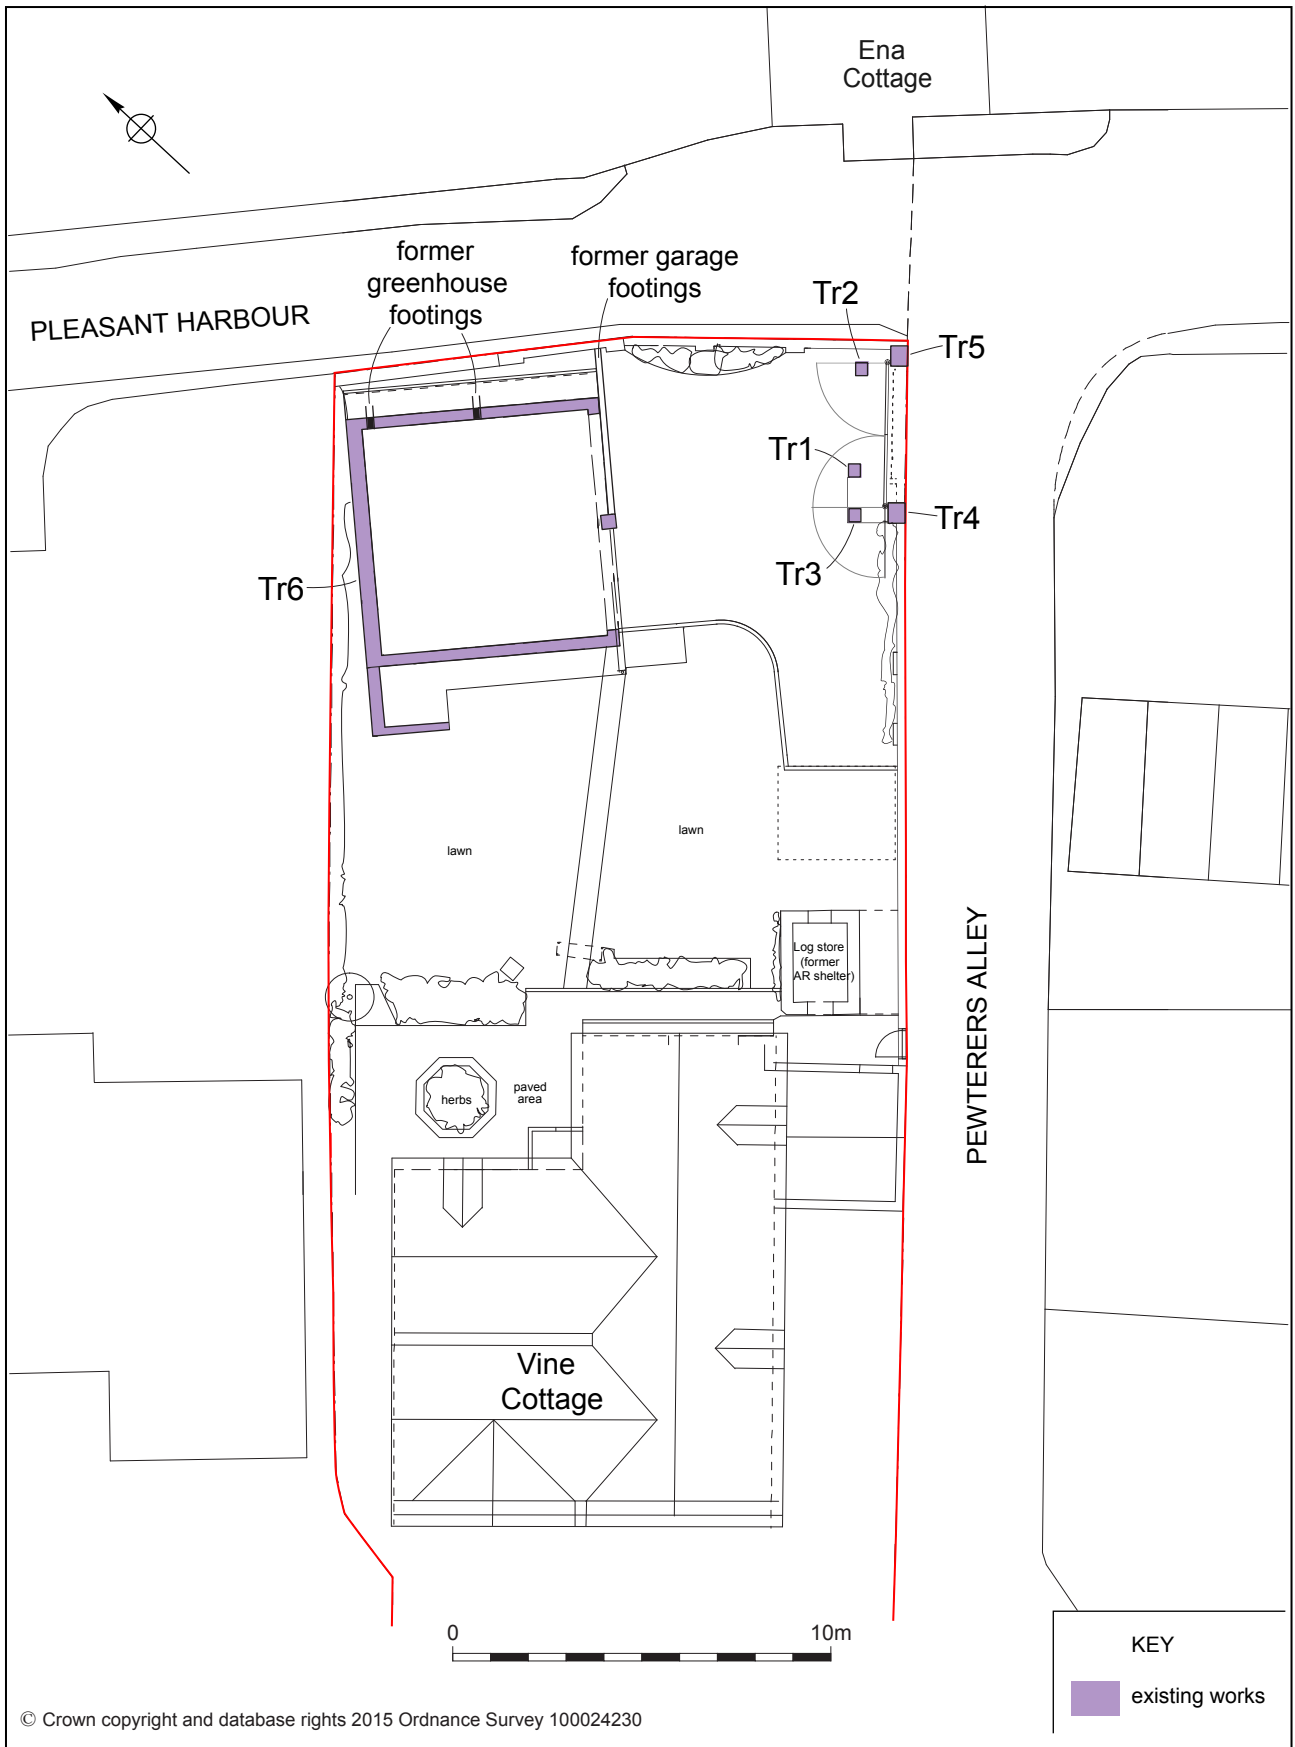 Ena
Cottage
former
greenhouse
footings
former garage
footings
Tr2
PLEASANT HARBOUR
Tr5
Tr1
Tr4
Tr3
Tr6
lawn
lawn
Log store
(former
AR shelter)
PEWTERERS ALLEY
herbs
paved
area
Vine
Cottage
0 10m
KEY
existing works
© Crown copyright and database rights 2015 Ordnance Survey 100024230